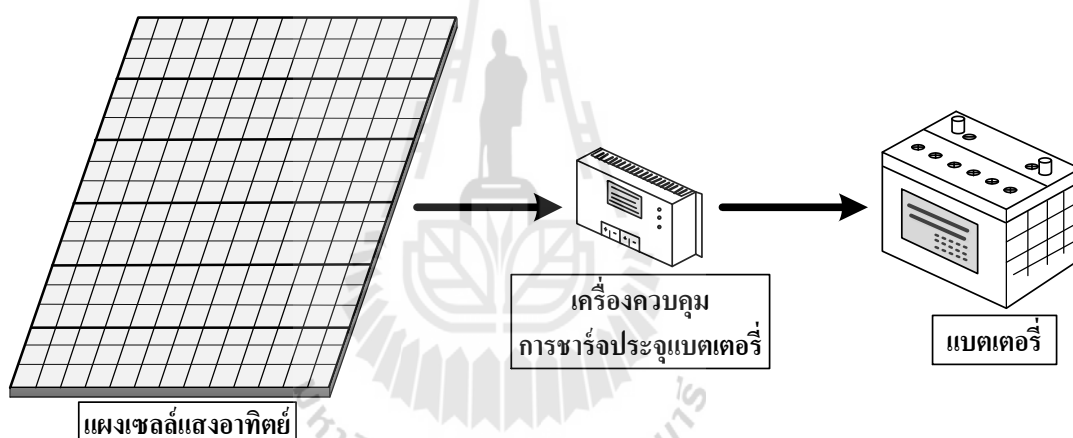 เครื่องควบคุม
การชาร์จประจุแบตเตอรี่
แบตเตอรี่
แผงเซลล์แสงอาทิตย์